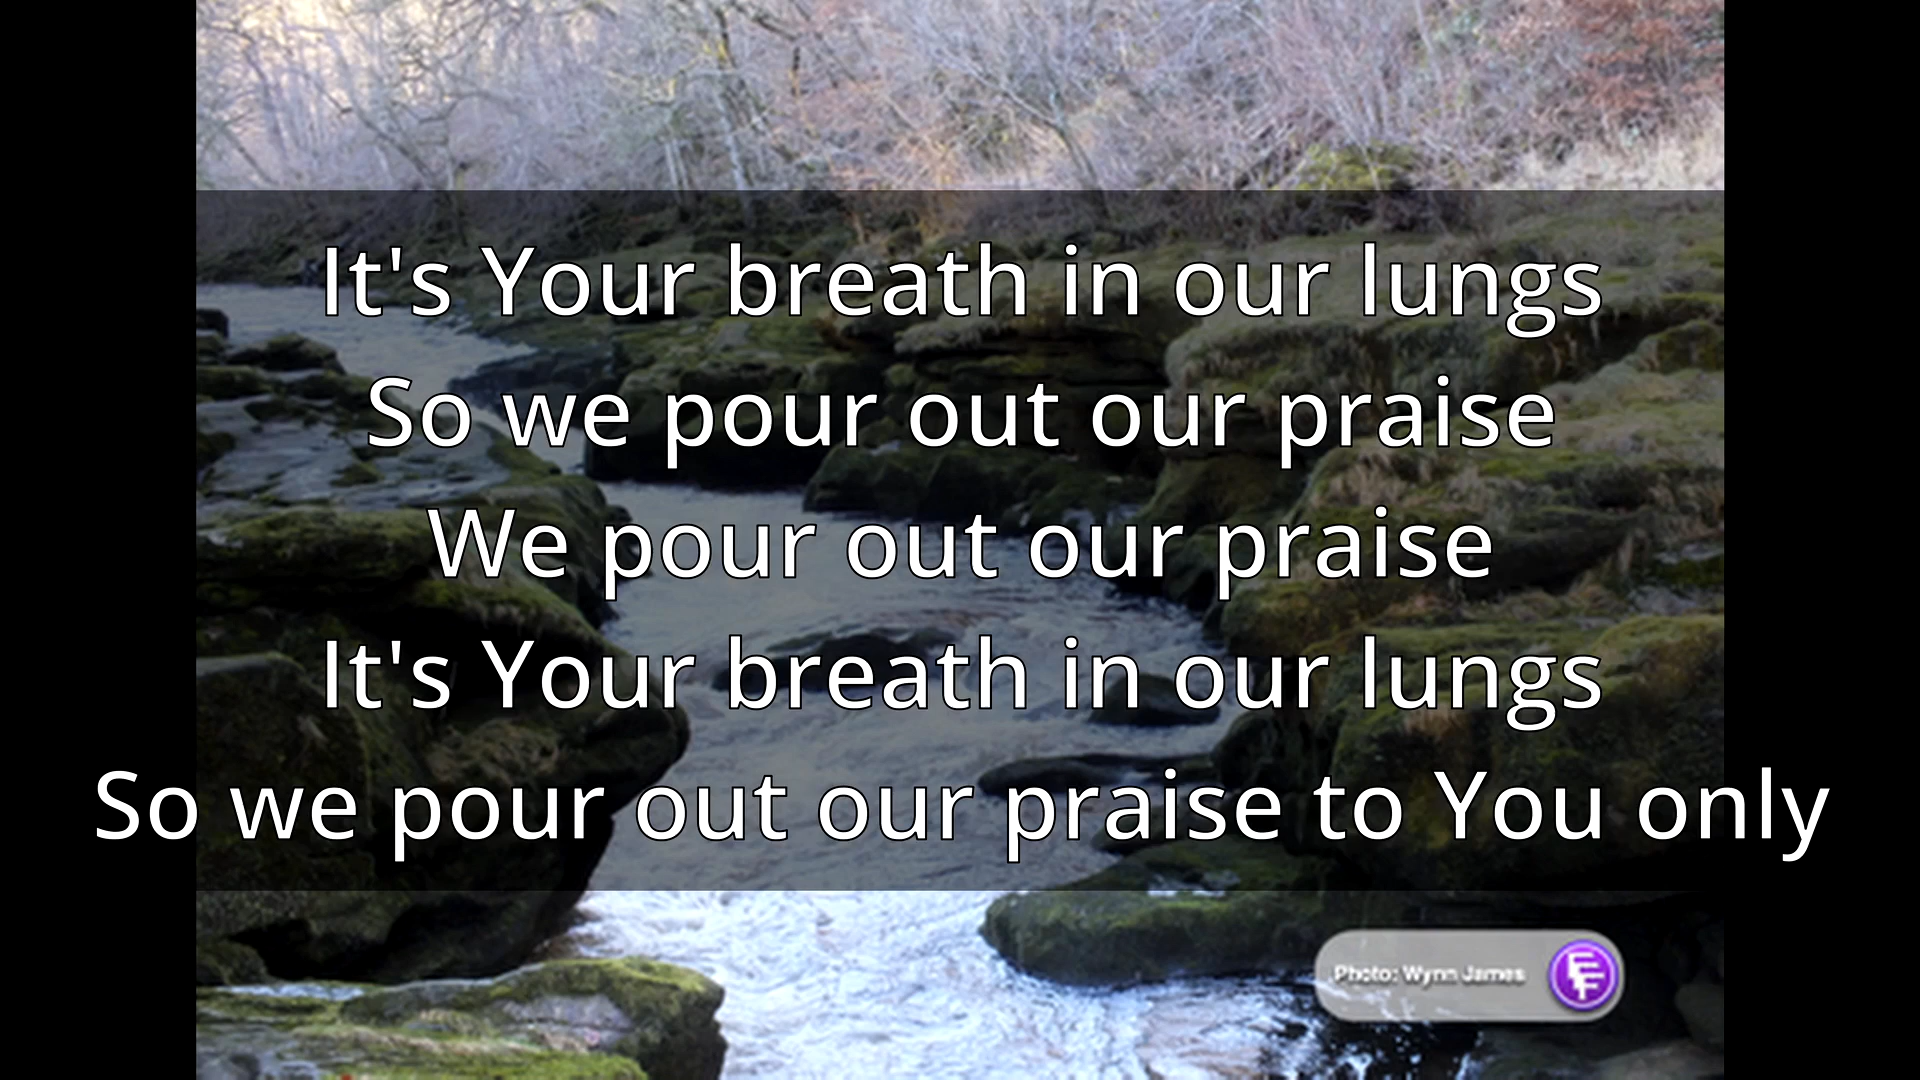 It's Your breath in our lungs
So we pour out our praise
We pour out our praise
It's Your breath in our lungs
So we pour out our praise to You only
Photo: Wynn James